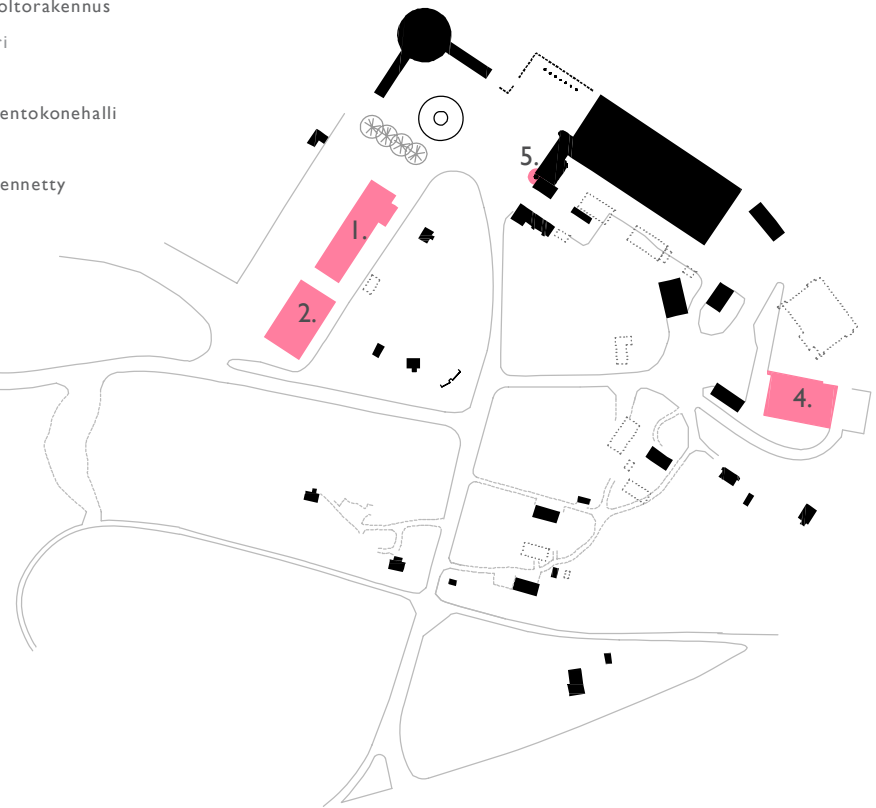 oltorakennus
ri
entokonehalli
ennetty
5.
1.
2.
4.